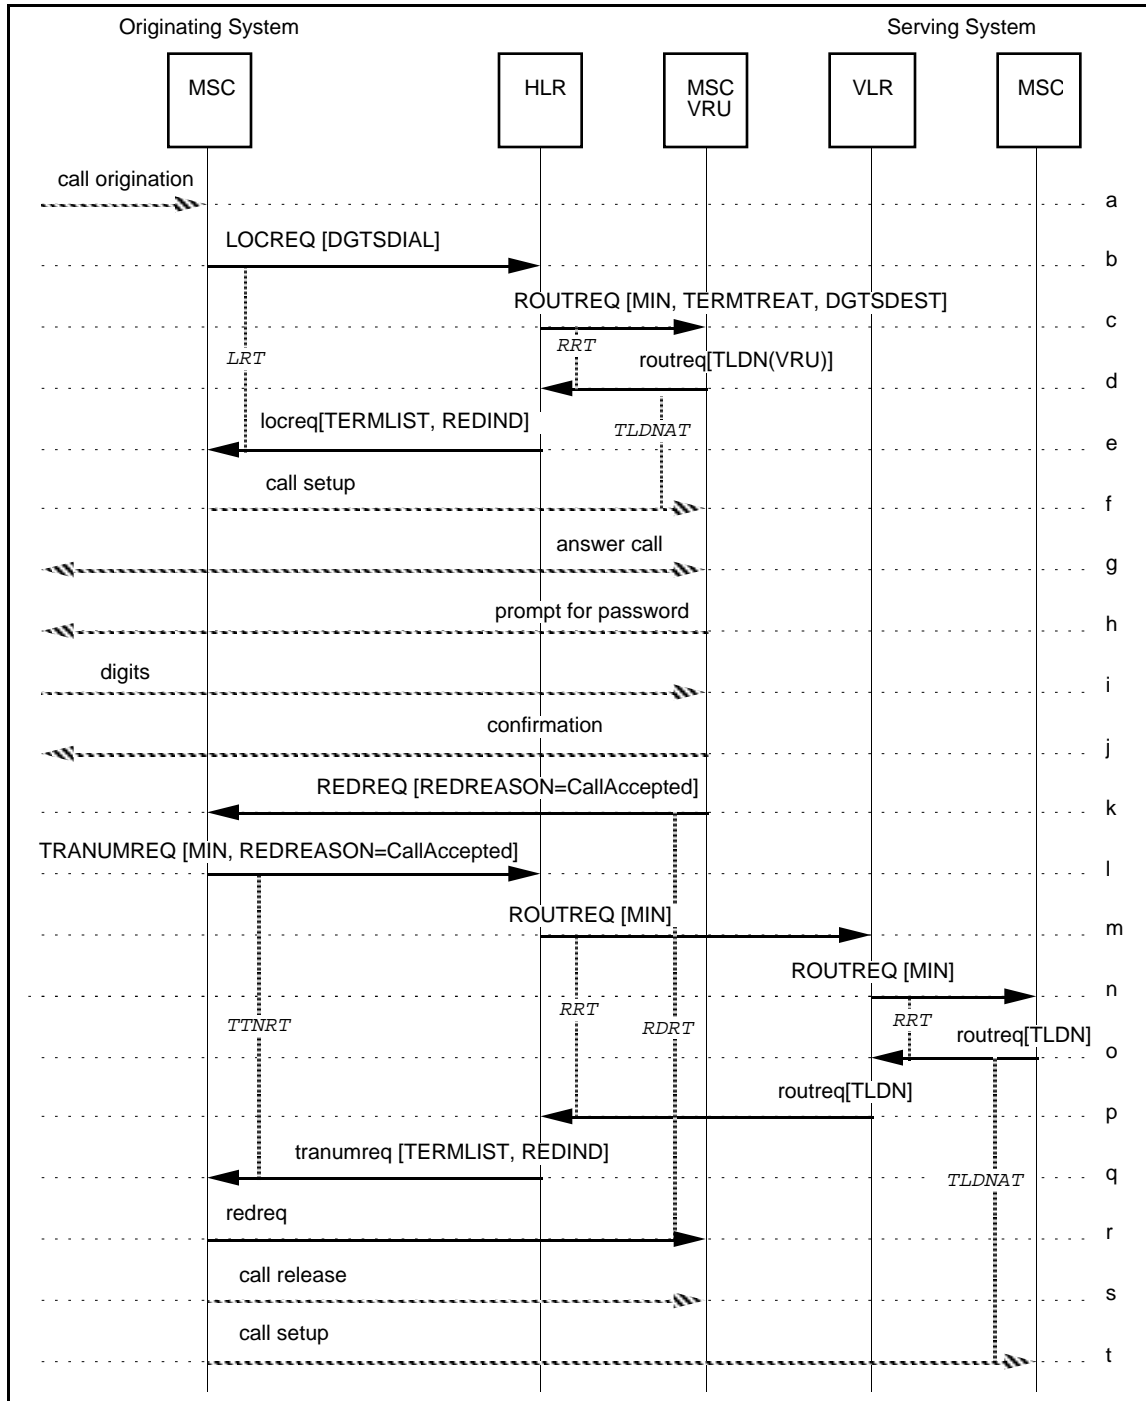 Originating System
Serving System
MSC
HLR
MSC
VRU
VLR
MSC
call origination
a
LOCREQ [DGTSDIAL]
b
ROUTREQ [MIN, TERMTREAT, DGTSDEST]
c
LRT
RRT
routreq[TLDN(VRU)]
d
locreq[TERMLIST, REDIND]
TLDNAT
e
call setup
f
answer call
g
prompt for password
h
digits
i
confirmation
j
REDREQ [REDREASON=CallAccepted]
k
TRANUMREQ [MIN, REDREASON=CallAccepted]
l
ROUTREQ [MIN]
m
ROUTREQ [MIN]
n
TTNRT
RRT
RDRT
RRT
routreq[TLDN]
o
routreq[TLDN]
p
tranumreq [TERMLIST, REDIND]
TLDNAT
q
redreq
r
call release
s
call setup
t